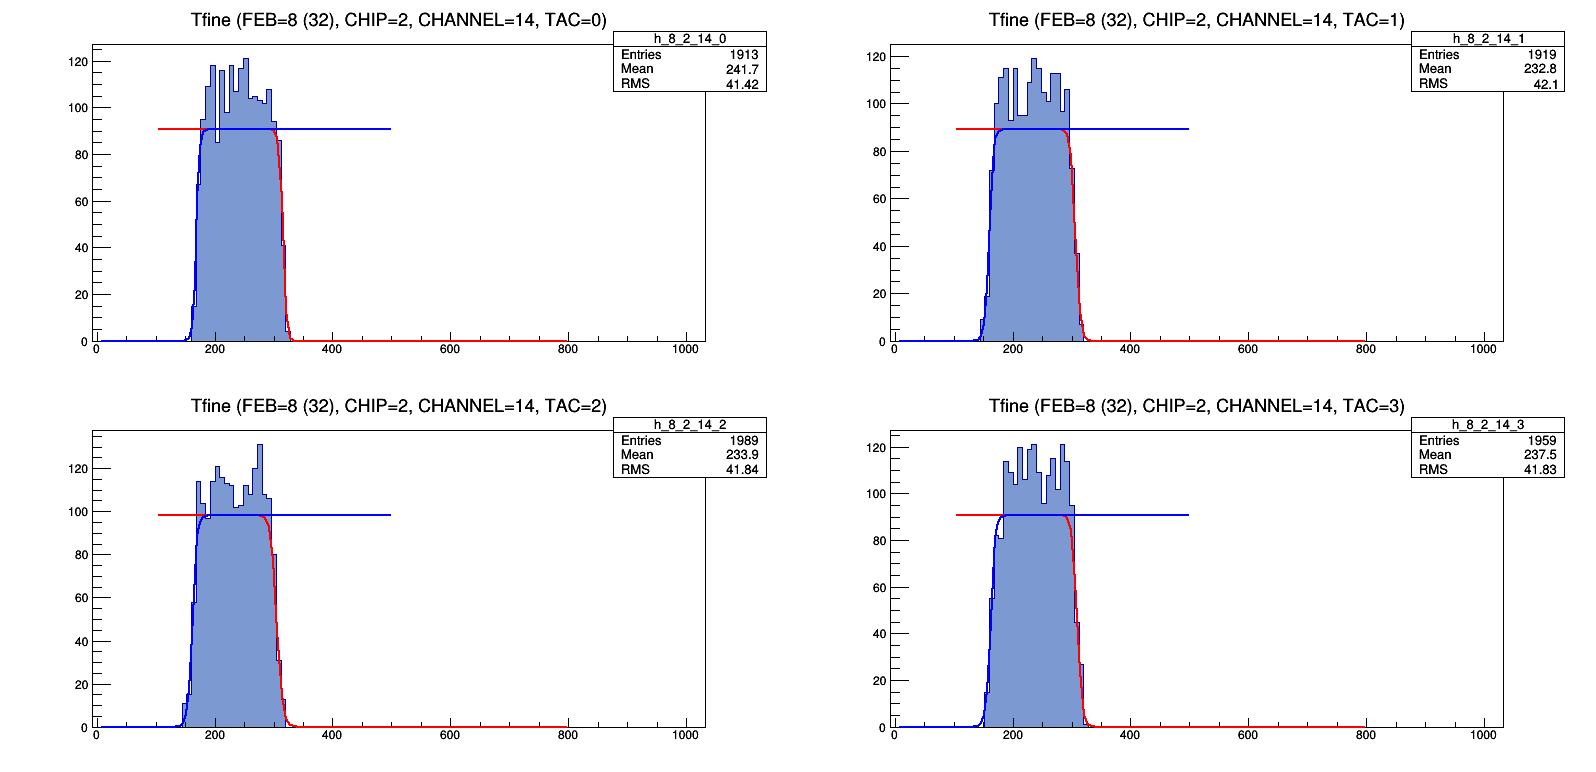 Tfine (FEB=8 (32), CHIP=2, CHANNEL=14, TAC=0)
h_8_2_14_0
Entries 1913
Mean 241.7
RMS 41.42
120
100
80
60
40
20
0
0 200 400 600 800 1000
Tfine (FEB=8 (32), CHIP=2, CHANNEL=14, TAC=1)
h_8_2_14_1
Entries 1919
Mean 232.8
RMS 42.1
120
100
80
60
40
20
0
0 200 400 600 800 1000
Tfine (FEB=8 (32), CHIP=2, CHANNEL=14, TAC=2)
h_8_2_14_2
Entries 1989
Mean 233.9
RMS 41.84
120
100
80
60
40
20
0
0 200 400 600 800 1000
Tfine (FEB=8 (32), CHIP=2, CHANNEL=14, TAC=3)
h_8_2_14_3
Entries 1959
Mean 237.5
RMS 41.83
120
100
80
60
40
20
0
0 200 400 600 800 1000